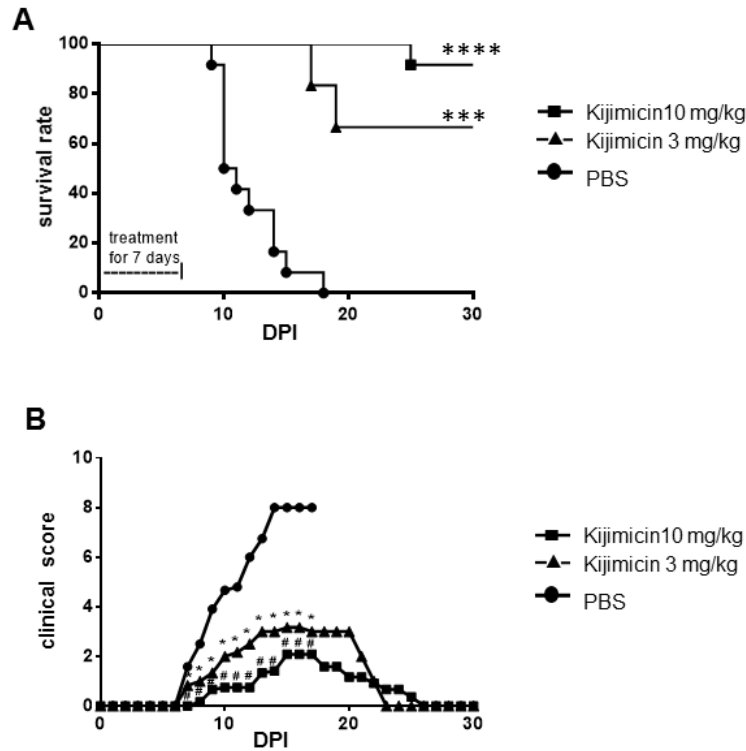 A
100
80
60
40
20
0
survival rate
treatment
for 7 days
****
***
0 10 20 30
DPI
Kijimicin10 mg/kg
Kijimicin 3 mg/kg
PBS
B
10
8
6
4
2
0
clinical score
* * * * * * * * * * *
# # # # # # # # # # #
0 10 20 30
DPI
Kijimicin10 mg/kg
Kijimicin 3 mg/kg
PBS